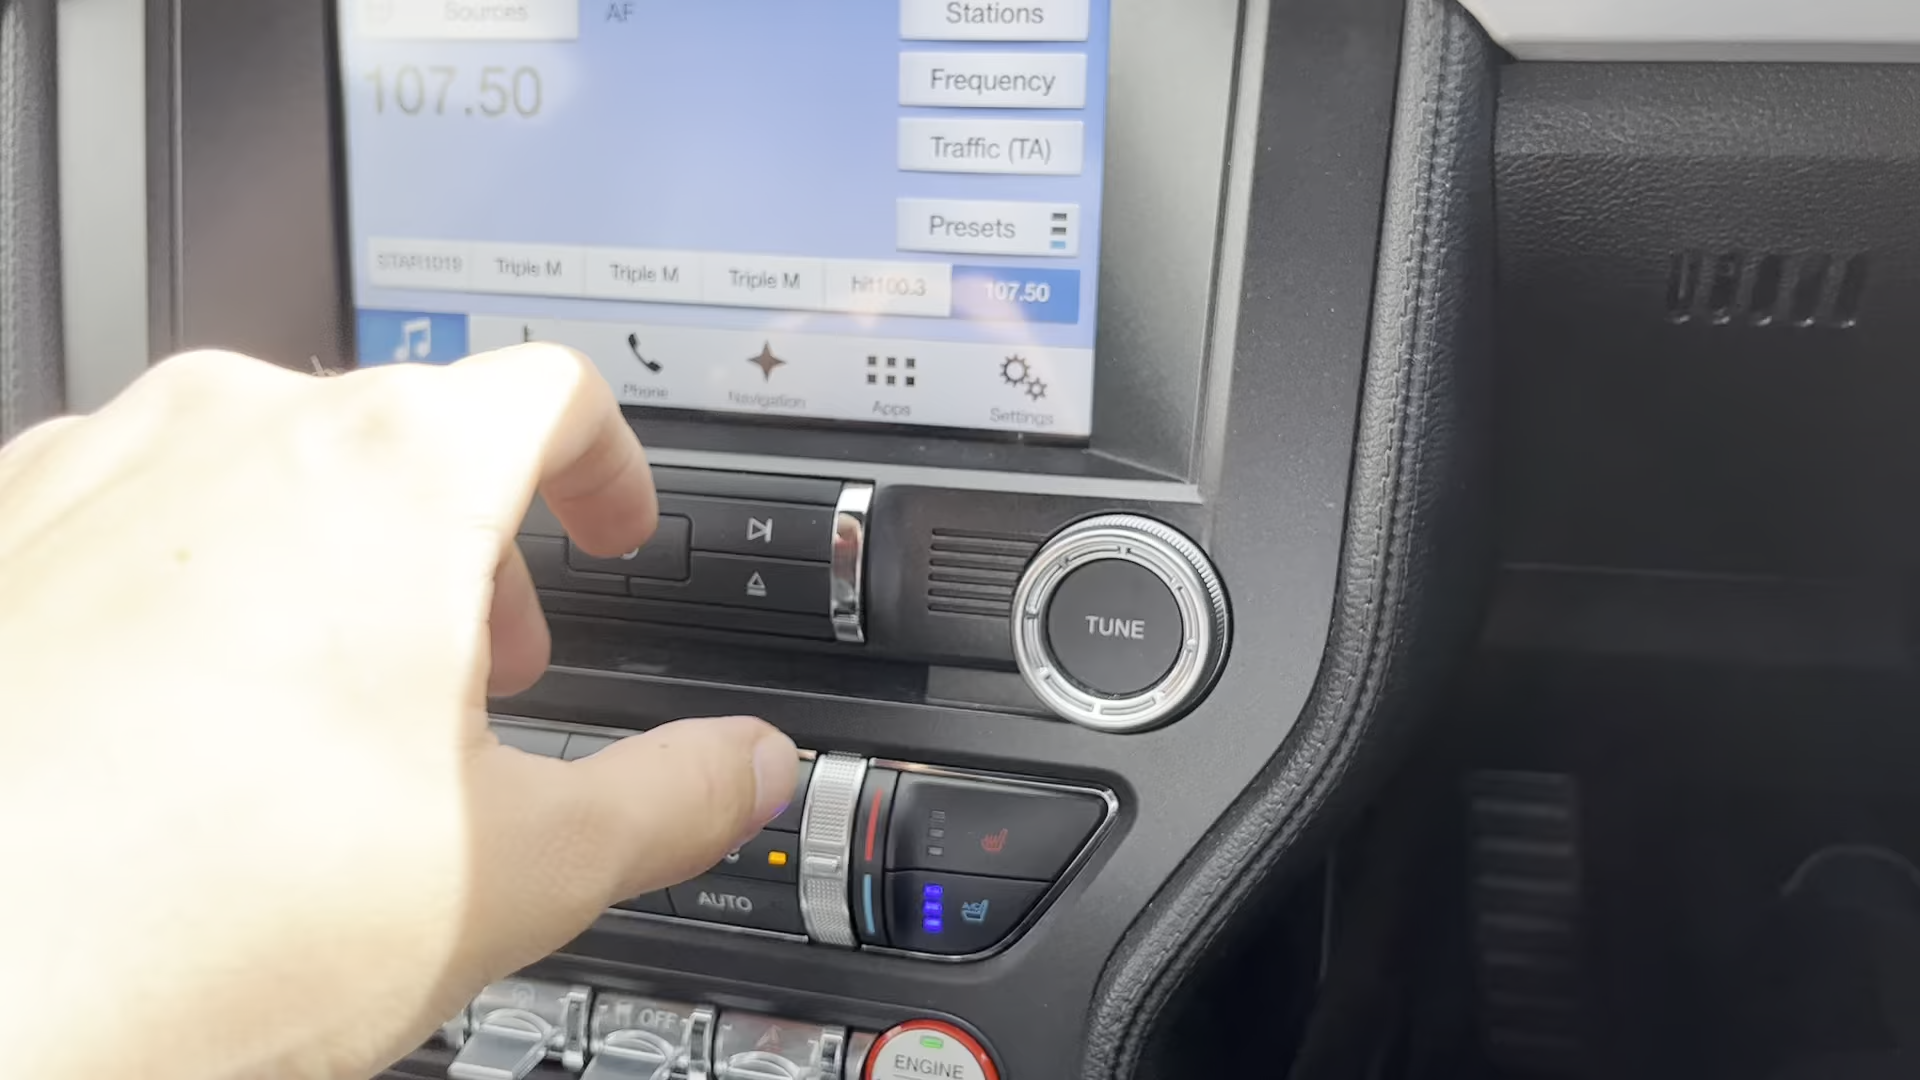 Sources
AF
Stations
107.50
Frequency
Traffic (TA)
Presets
STAR1019
Triple M
Triple M
Triple M
hit100.3
107.50
Phone
Navigation
Apps
Settings
TUNE
AUTO
A/C
OFF
ENGINE